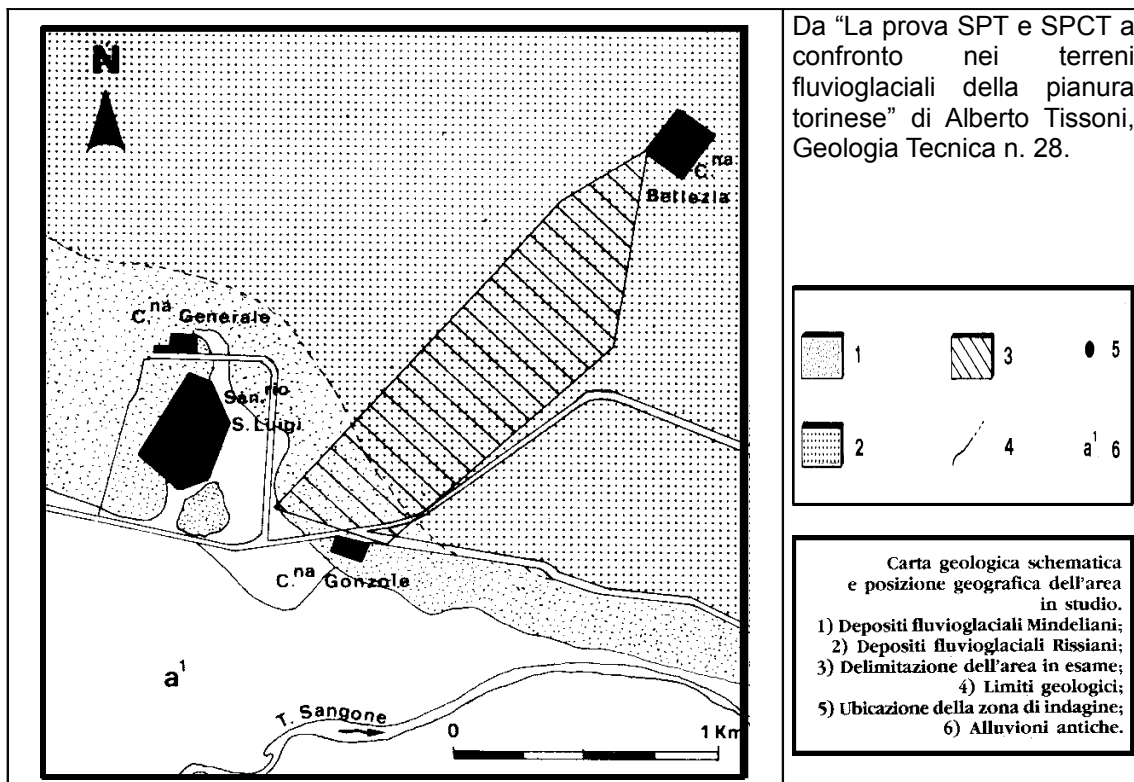 Da “La prova SPT e SPCT a
confronto nei terreni
fluvioglaciali della pianura
torinese” di Alberto Tissoni,
Geologia Tecnica n. 28.
N
C.na
Bellezia
C.na Generale
San.rio
S. Luigi
C.na Gonzole
a1
T. Sangone
0 1 Km
1
3
5
2
4
a1 6
Carta geologica schematica
e posizione geografica dell'area
in studio.
1) Depositi fluvioglaciali Mindeliani;
2) Depositi fluvioglaciali Rissiani;
3) Delimitazione dell'area in esame;
4) Limiti geologici;
5) Ubicazione della zona di indagine;
6) Alluvioni antiche.